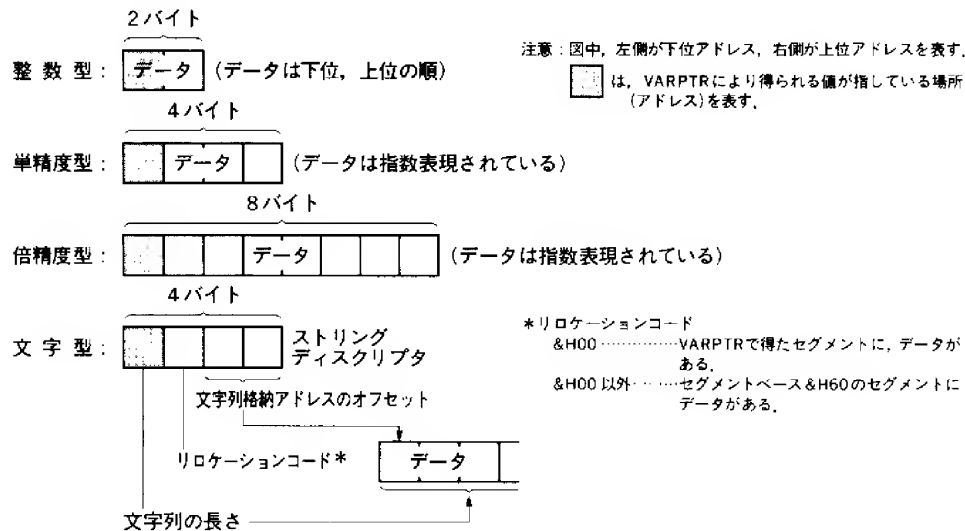 2バイト
整数型： データ （データは下位，上位の順）
注意：図中，左側が下位アドレス，右側が上位アドレスを表す．
は，VARPTRにより得られる値が指している場所
（アドレス）を表す．
4バイト
単精度型： データ （データは指数表現されている）
8バイト
倍精度型： データ （データは指数表現されている）
4バイト
文字型： ストリング
ディスクリプタ
文字列格納アドレスのオフセット
リロケーションコード＊
データ
文字列の長さ
＊リロケーションコード
&H00 …………… VARPTRで得たセグメントに，データが
ある．
&H00 以外……… セグメントベース&H60のセグメントに
データがある．